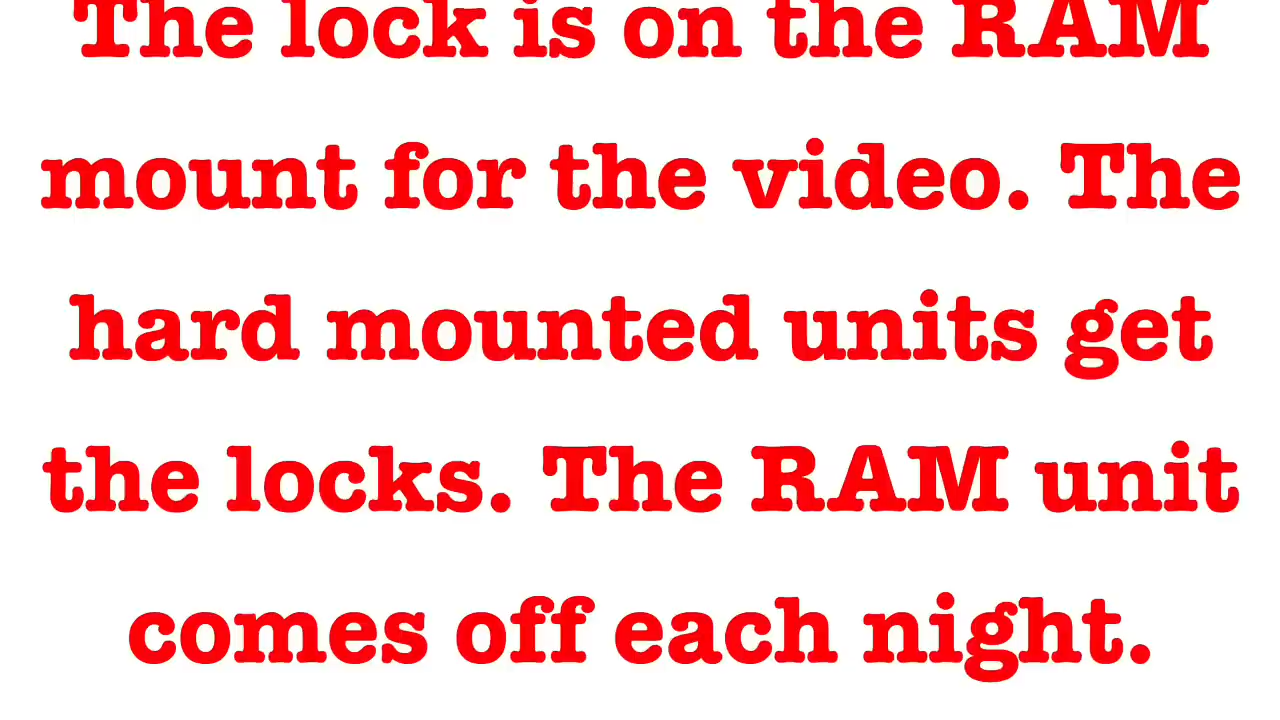 The lock is on the RAM
mount for the video. The
hard mounted units get
the locks. The RAM unit
comes off each night.